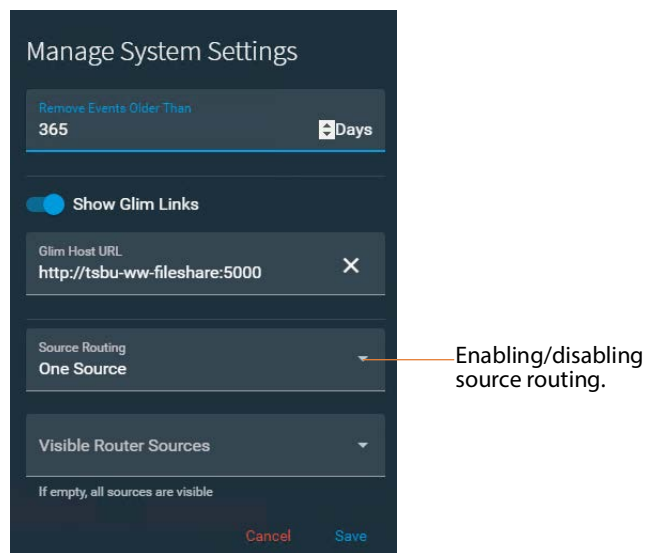 Manage System Settings
Remove Events Older Than
365 Days
Show Glim Links
Glim Host URL
http://tsbu-ww-fileshare:5000
Source Routing
One Source
Enabling/disabling
source routing.
Visible Router Sources
If empty, all sources are visible
Cancel Save